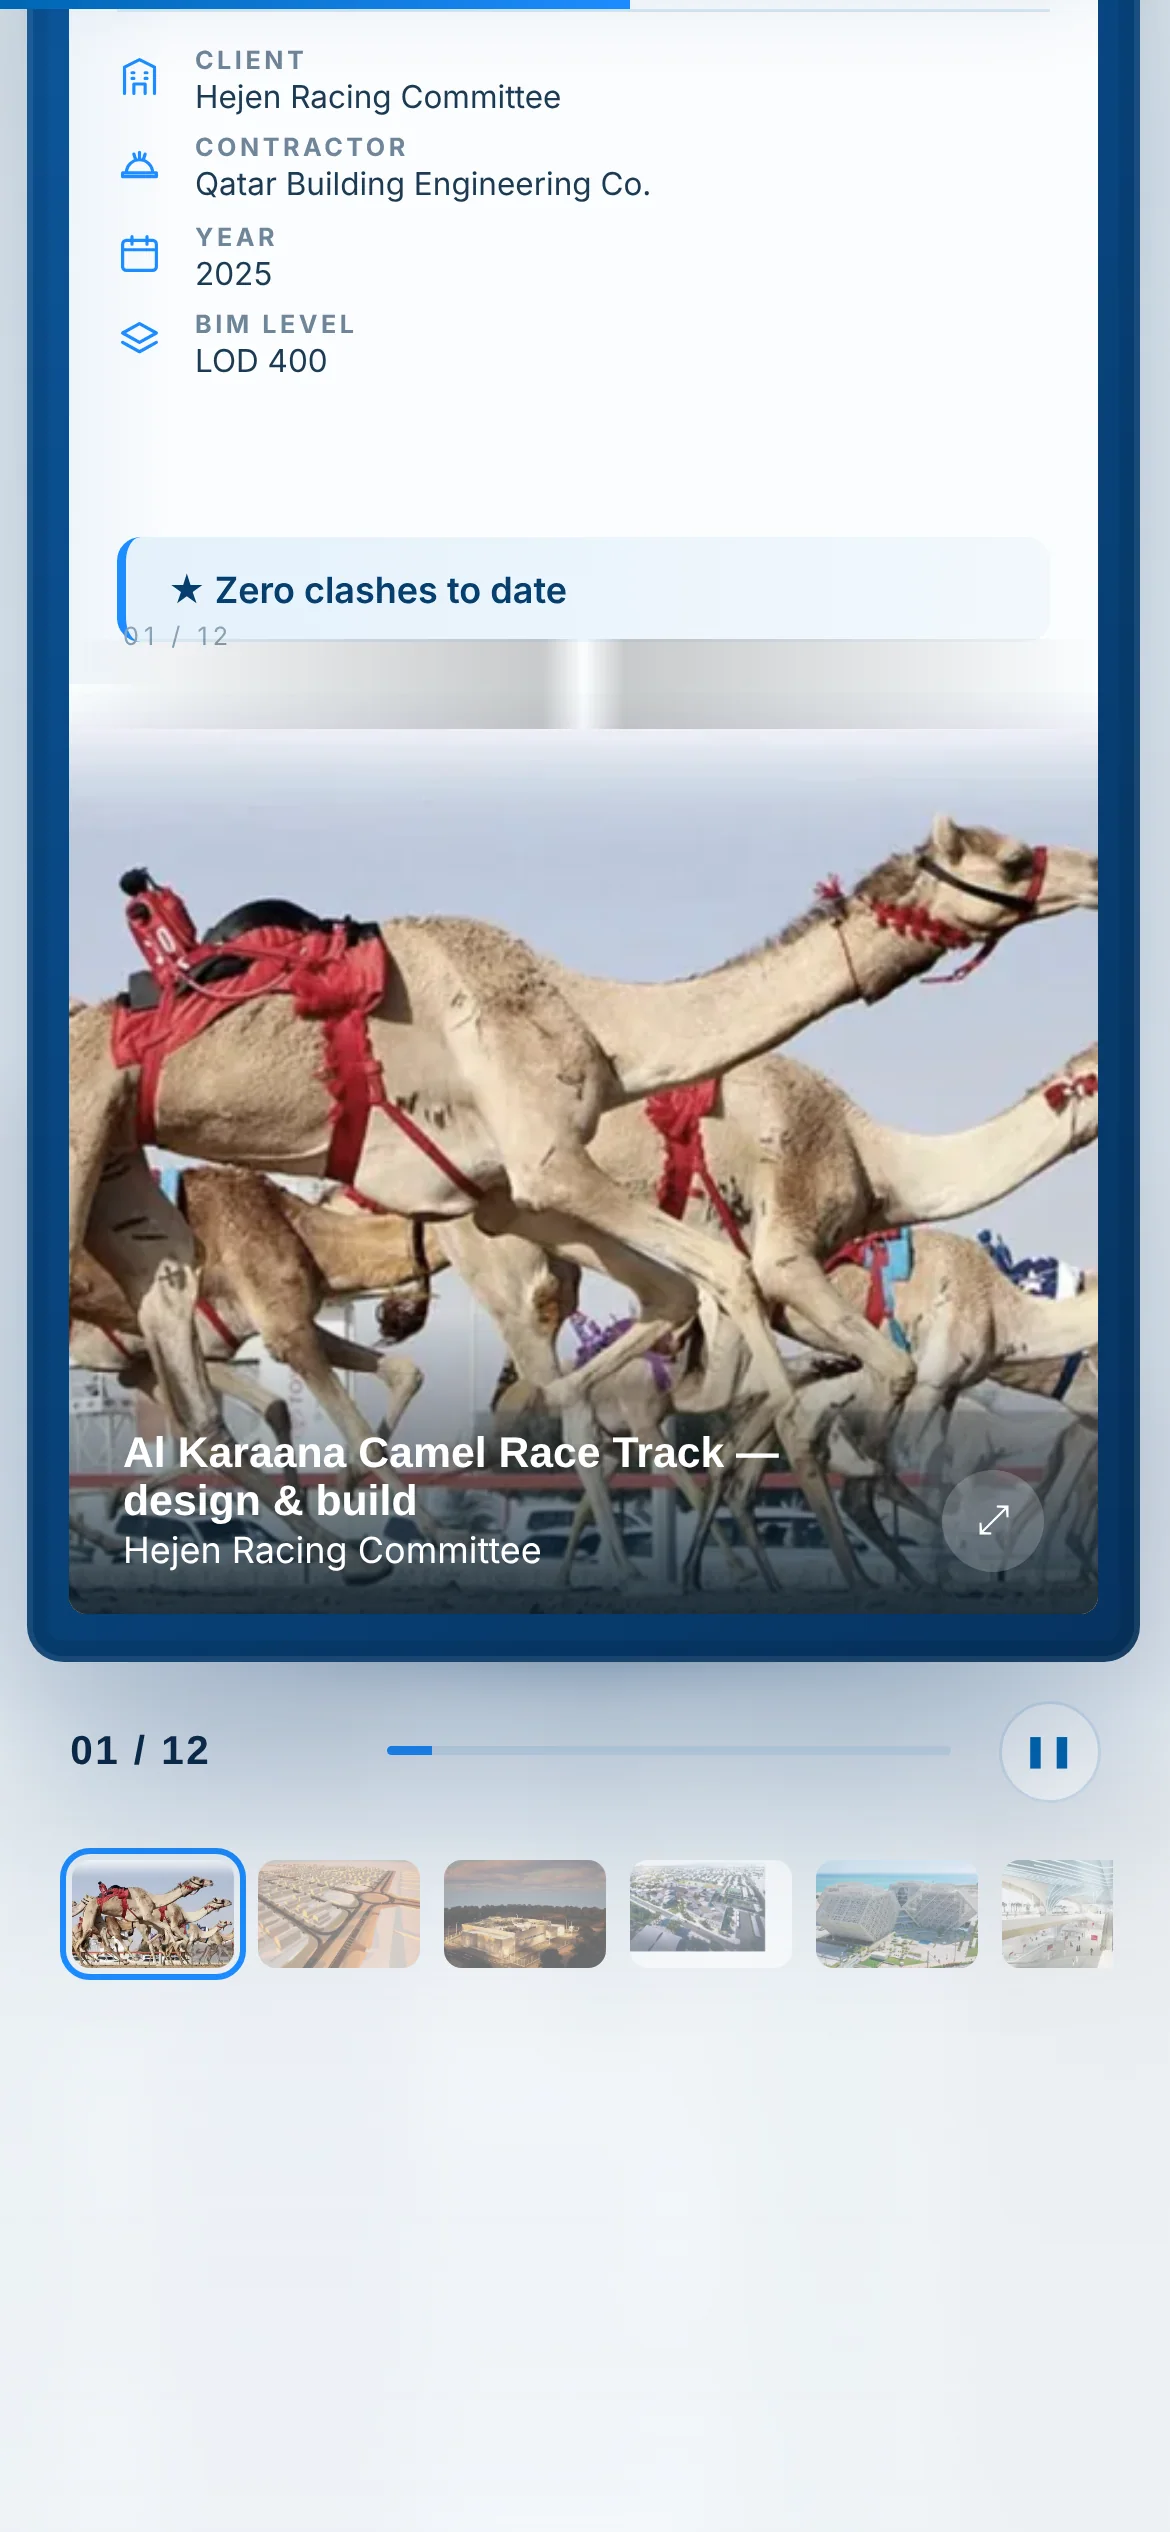 CLIENT
Hejen Racing Committee
CONTRACTOR
Qatar Building Engineering Co.
YEAR
2025
BIM LEVEL
LOD 400
★ Zero clashes to date
01 / 12
Al Karaana Camel Race Track —
design & build
Hejen Racing Committee
01 / 12